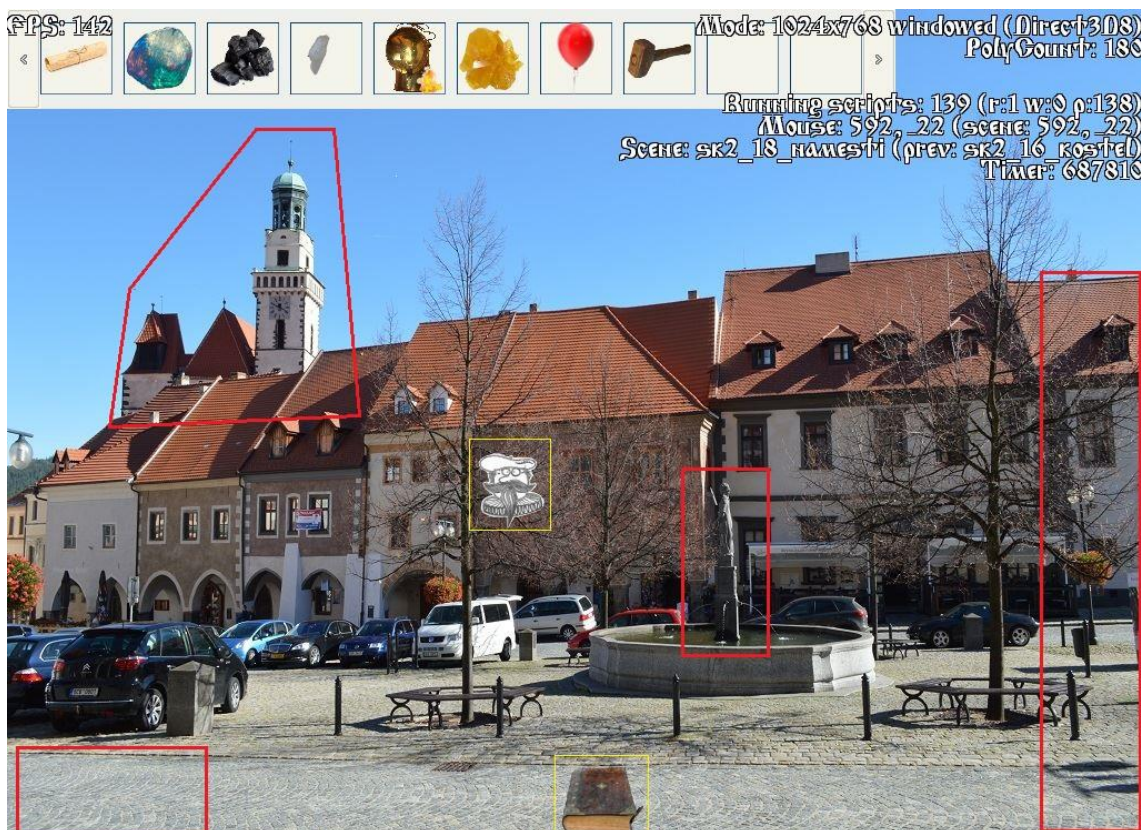 FPS: 142
Mode: 1024x768 windowed (Direct3D8)
PolyCount: 186
Running scripts: 139 (r:1 w:0 p:138)
Mouse: 592, -22 (scene: 592, -22)
Scene: sk2_18_namesti (prev: sk2_16_kostel)
Timer: 687810